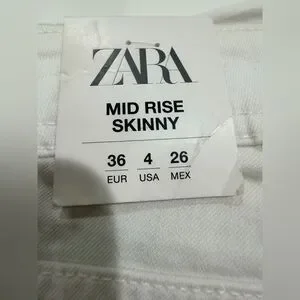 ZARA
MID RISE
SKINNY
36 4 26
EUR USA MEX